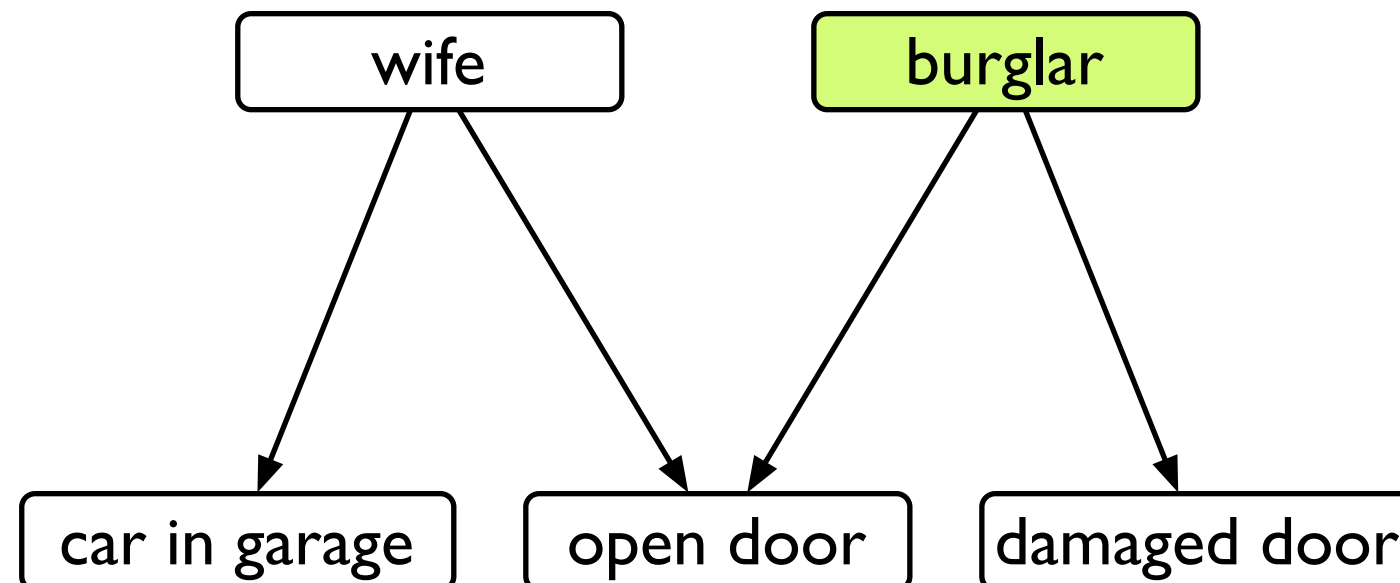 wife
burglar
car in garage
open door
damaged door